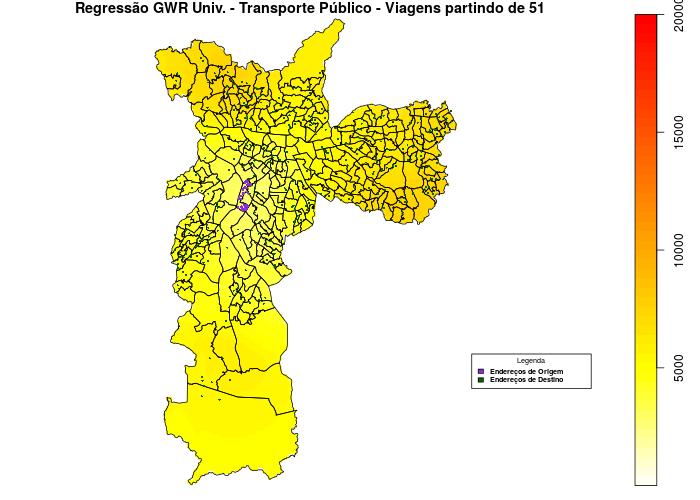 Regressão GWR Univ. - Transporte Público - Viagens partindo de 51
20000
15000
10000
5000
Legenda
Endereços de Origem
Endereços de Destino